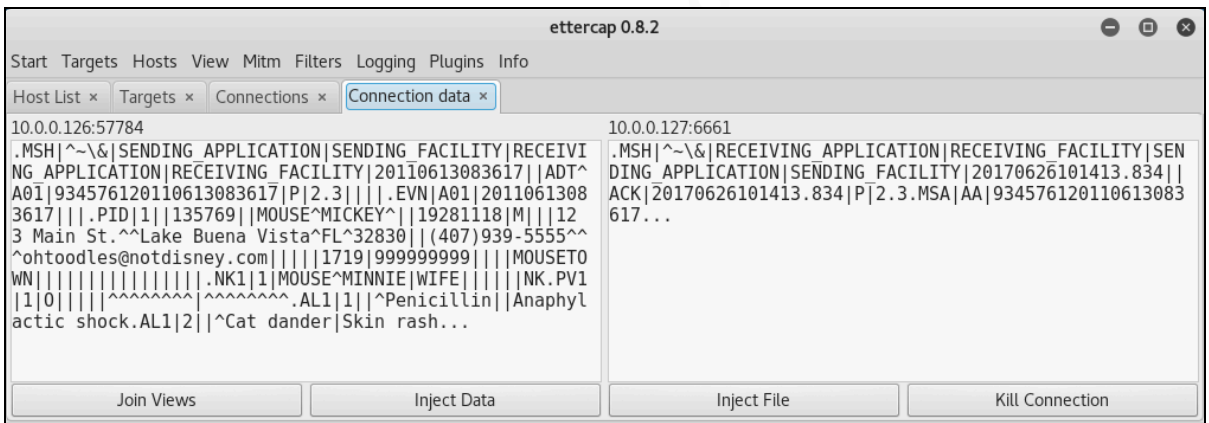 ettercap 0.8.2
Start Targets Hosts View Mitm Filters Logging Plugins Info
Host List × Targets × Connections × Connection data ×
10.0.0.126:57784
.MSH|^~\&|SENDING_APPLICATION|SENDING_FACILITY|RECEIVI
NG_APPLICATION|RECEIVING_FACILITY|20110613083617||ADT^
A01|934576120110613083617|P|2.3||||.EVN|A01|2011061308
3617|||.PID|1||135769||MOUSE^MICKEY^||19281118|M|||12
3 Main St.^^Lake Buena Vista^FL^32830||(407)939-5555^^
^ohtoodles@notdisney.com|||||1719|999999999||||MOUSETO
WN|||||||||||||||||.NK1|1|MOUSE^MINNIE|WIFE||||||NK.PV1
|1|O|||||^^^^^^^^|^^^^^^^^.AL1|1||^Penicillin||Anaphyl
actic shock.AL1|2||^Cat dander|Skin rash...
10.0.0.127:6661
.MSH|^~\&|RECEIVING_APPLICATION|RECEIVING_FACILITY|SEN
DING_APPLICATION|SENDING_FACILITY|20170626101413.834||
ACK|20170626101413.834|P|2.3.MSA|AA|9345761201106130​83
617...
Join Views
Inject Data
Inject File
Kill Connection